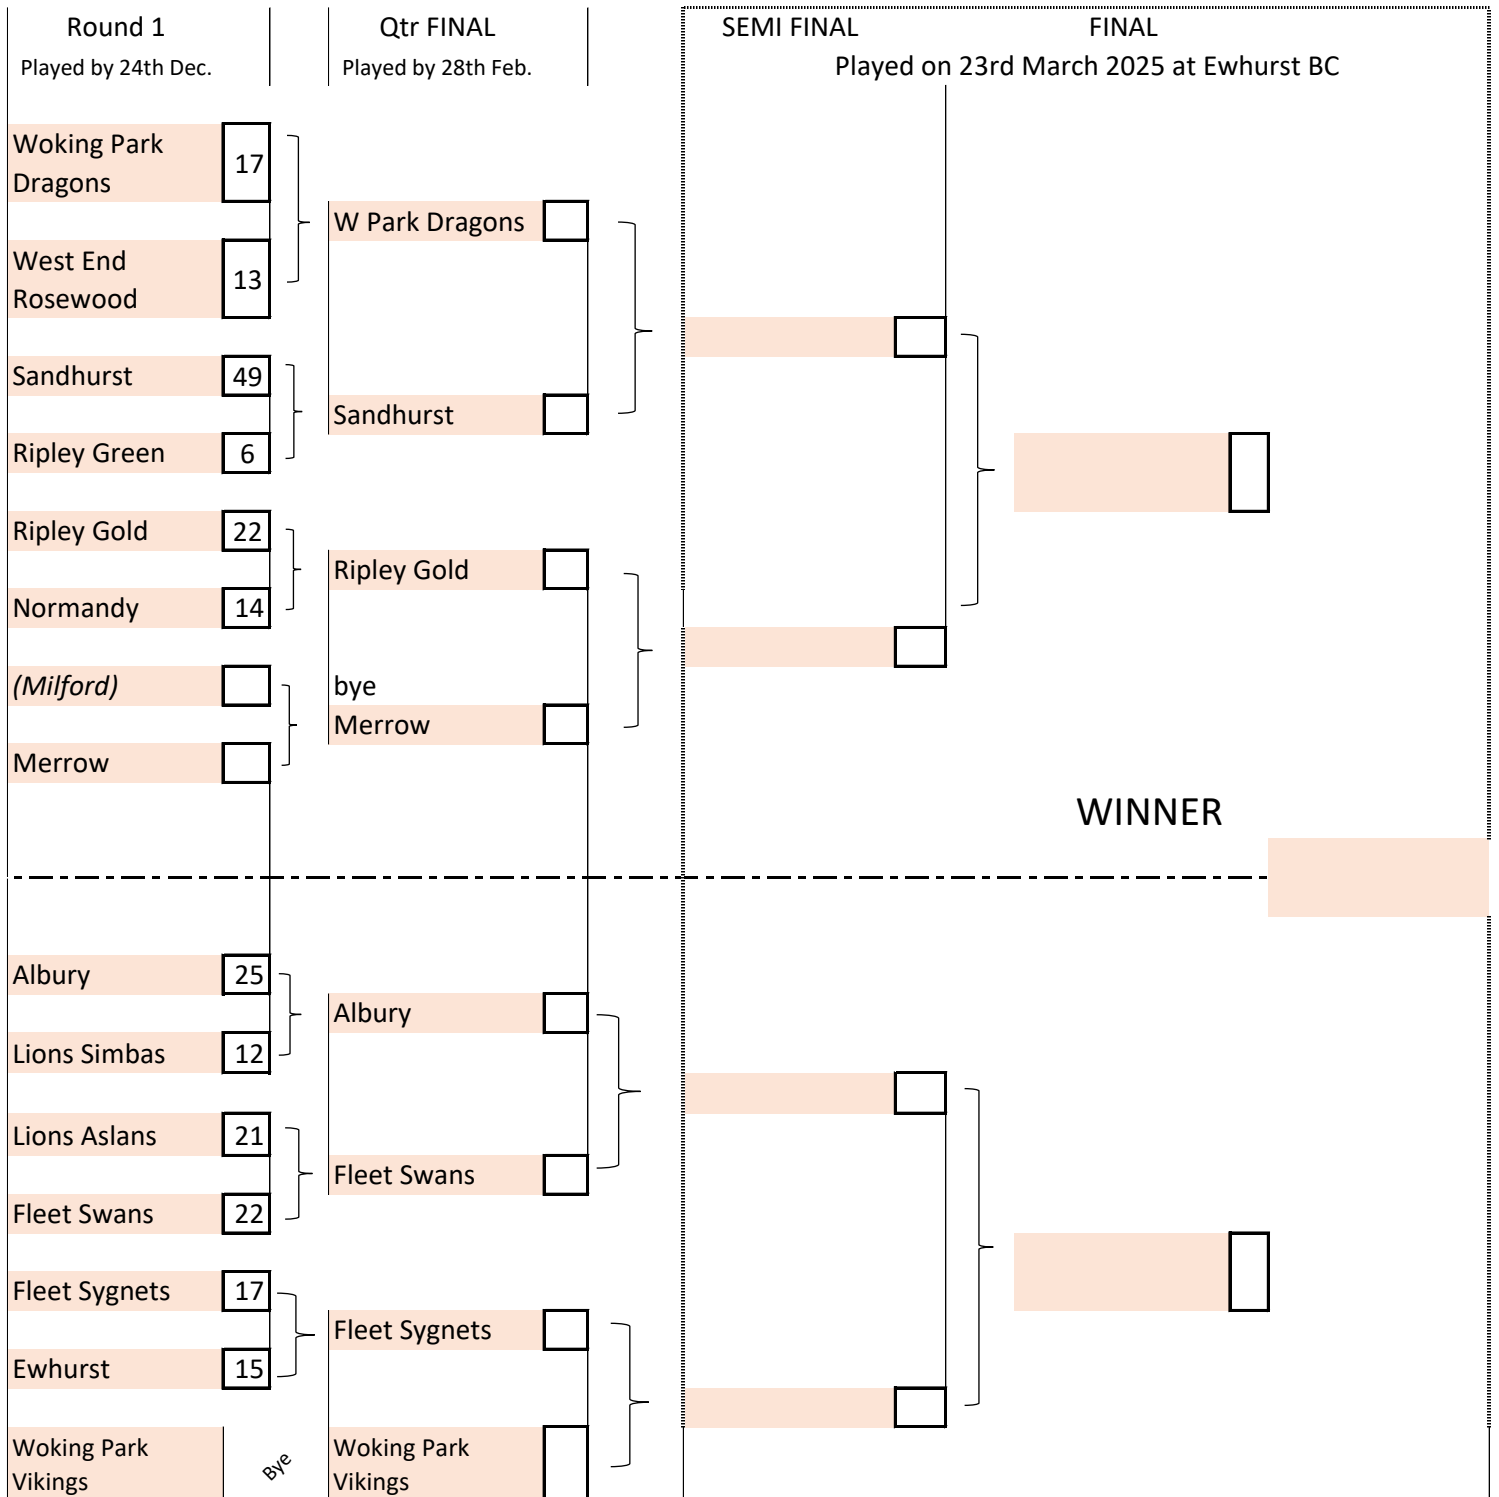 Round 1
Qtr FINAL
SEMI FINAL
FINAL
Played by 24th Dec.
Played by 28th Feb.
Played on 23rd March 2025 at Ewhurst BC
Woking Park
Dragons
17
W Park Dragons
West End
Rosewood
13
Sandhurst
49
Sandhurst
Ripley Green
6
Ripley Gold
22
Ripley Gold
Normandy
14
(Milford)
bye
Merrow
Merrow
WINNER
Albury
25
Albury
Lions Simbas
12
Lions Aslans
21
Fleet Swans
Fleet Swans
22
Fleet Sygnets
17
Fleet Sygnets
Ewhurst
15
Woking Park
Vikings
Bye
Woking Park
Vikings